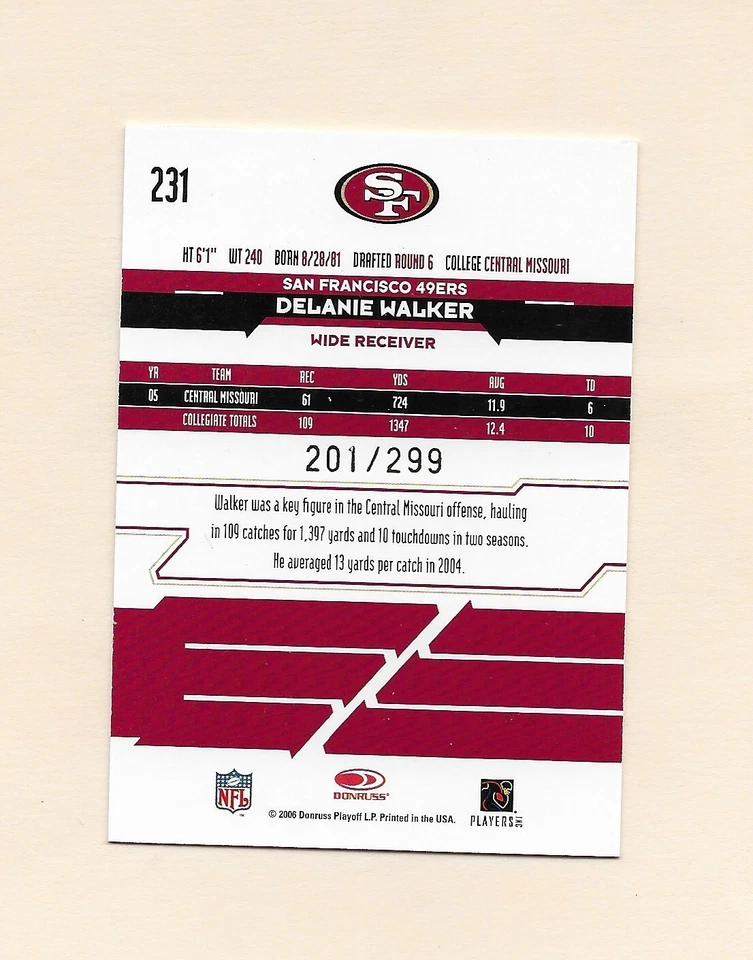 231
SF
HT 6'1" WT 240 BORN 8/28/81 DRAFTED ROUND 6 COLLEGE CENTRAL MISSOURI
SAN FRANCISCO 49ERS
DELANIE WALKER
WIDE RECEIVER
YR TEAM REC YDS AVG TD
05 CENTRAL MISSOURI 61 724 11.9 6
COLLEGIATE TOTALS 109 1347 12.4 10
201/299
Walker was a key figure in the Central Missouri offense, hauling
in 109 catches for 1,397 yards and 10 touchdowns in two seasons.
He averaged 13 yards per catch in 2004.
NFL
DONRUSS
© 2006 Donruss Playoff L.P. Printed in the USA.
PLAYERS INC